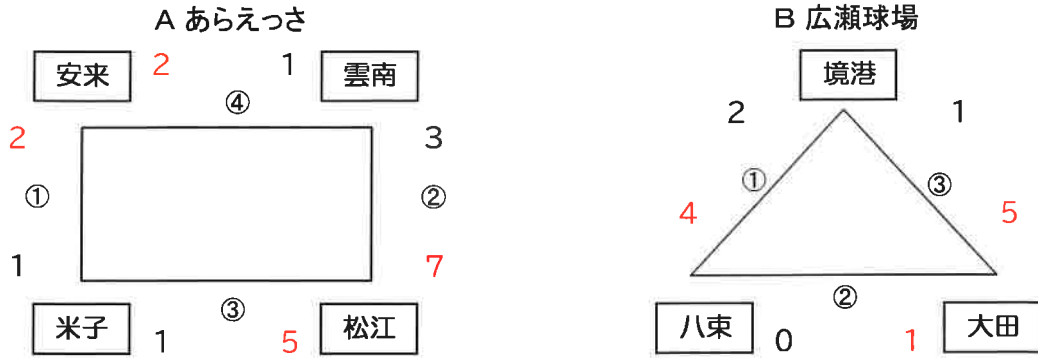 A あらえっさ
安来 2 1 雲南
④
2 3
① ②
1 7
③
米子 1 5 松江
B 広瀬球場
境港
2 1
① ③
4 5
②
八束 0 1 大田